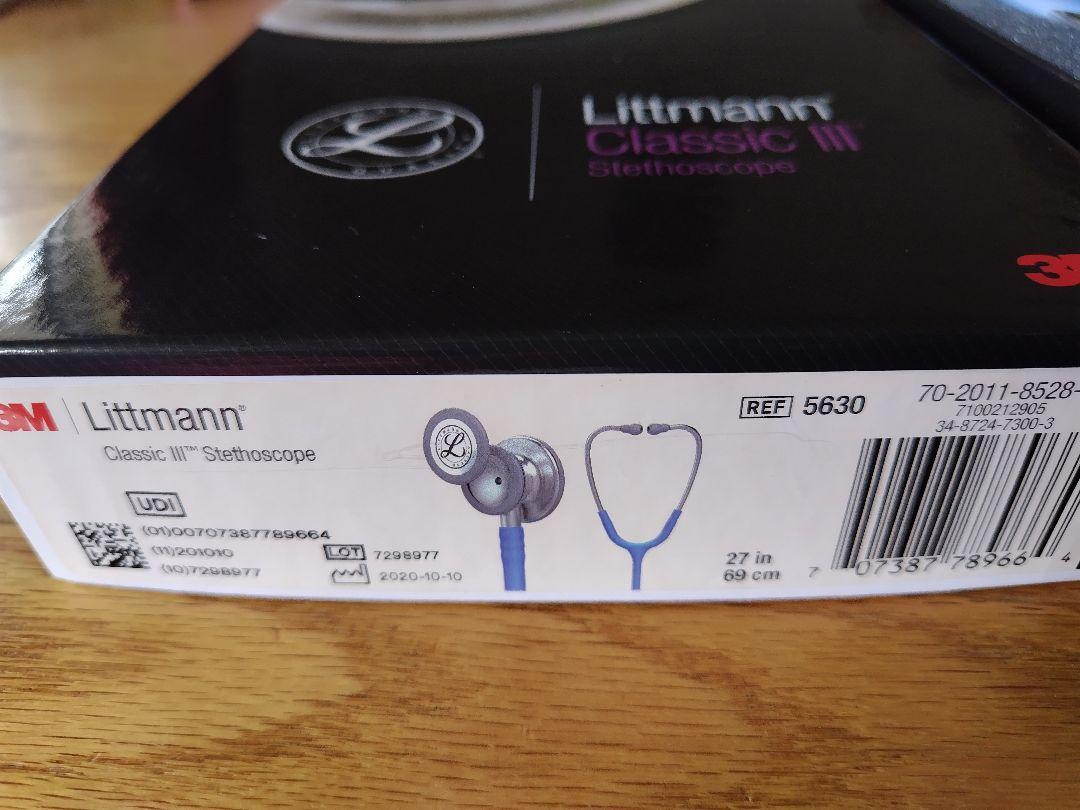 Littmann
Classic III™
Stethoscope
3M
3M | Littmann®
Classic III™ Stethoscope
UDI
(01)00707387789664
(11)201010
(10)7298977
LOT 7298977
2020-10-10
27 in
69 cm
REF 5630
70-2011-8528-
7100212905
34-8724-7300-3
7 07387 78966 4